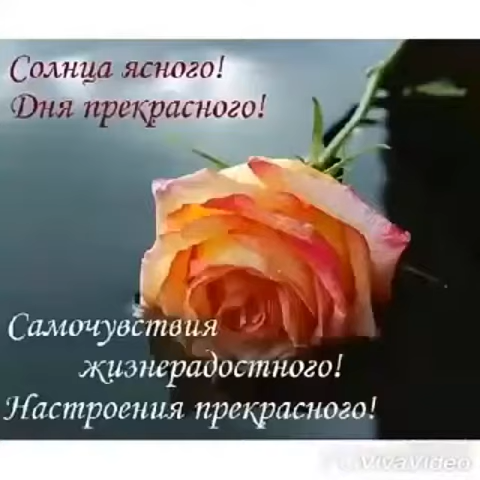 Солнца ясного!
Дня прекрасного!
Самочувствия
жизнерадостного!
Настроения прекрасного!
VivaVideo